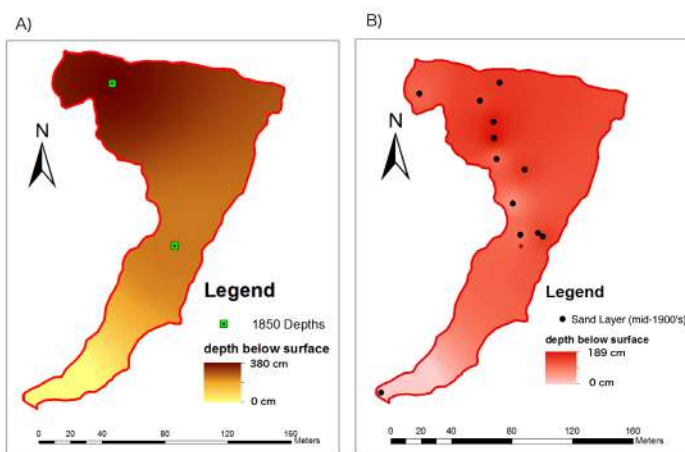 A)
N
Legend
1850 Depths
depth below surface
380 cm
0 cm
0 20 40 80 120 160
Meters
B)
N
Legend
Sand Layer (mid-1900's)
depth below surface
189 cm
0 cm
0 20 40 80 120 160
Meters